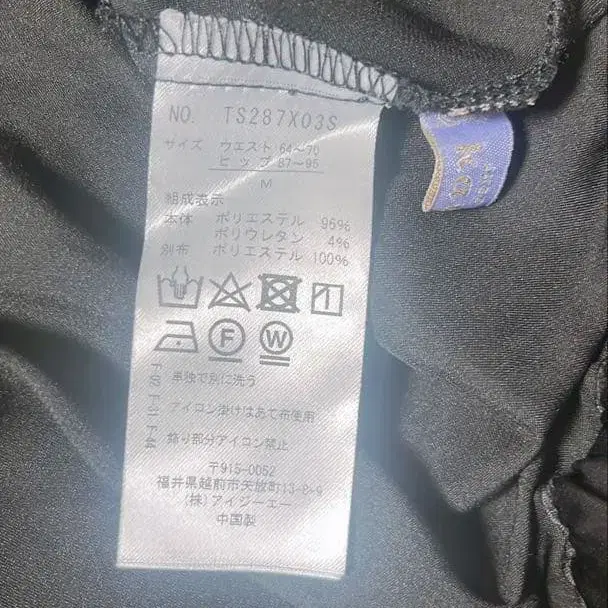 NO. TS287X03S
サイズ ウエスト 64〜70
ヒップ 87〜95
M
組成表示
本体 ポリエステル 96%
ポリウレタン 4%
別布 ポリエステル 100%
F
W
単独で別に洗う
アイロン掛けはあて布使用
飾り部分アイロン禁止
〒915-0052
福井県越前市矢放町13-8-9
(株)アイジーエー
中国製